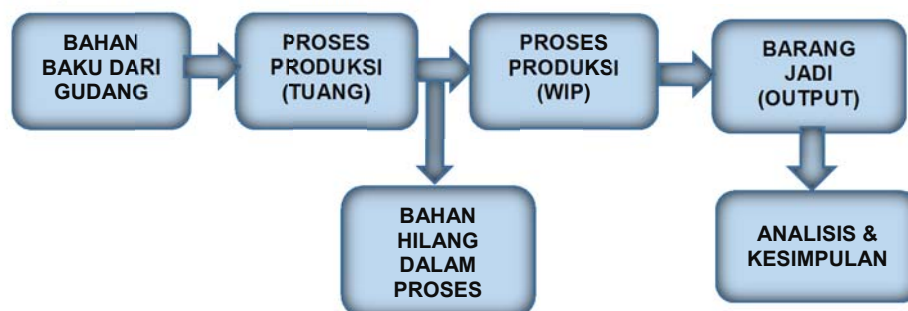 BAHAN
BAKU DARI
GUDANG
PROSES
PRODUKSI
(TUANG)
PROSES
PRODUKSI
(WIP)
BARANG
JADI
(OUTPUT)
BAHAN
HILANG
DALAM
PROSES
ANALISIS &
KESIMPULAN